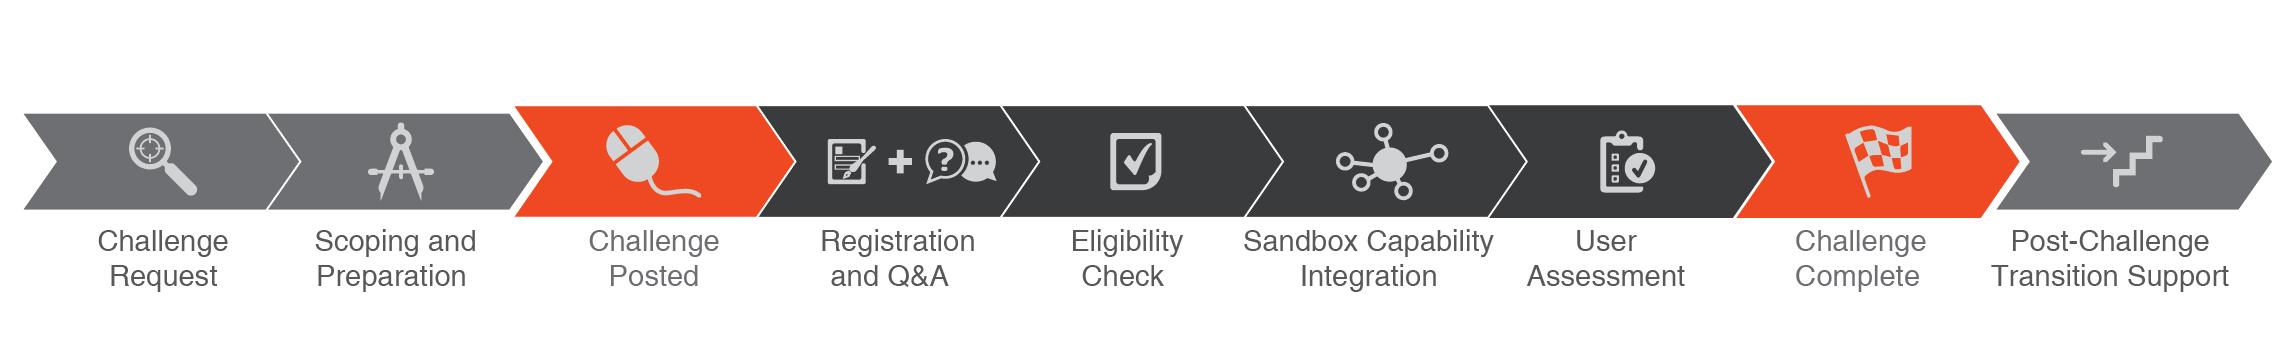 Challenge
Request
Scoping and
Preparation
Challenge
Posted
Registration
and Q&A
Eligibility
Check
Sandbox Capability
Integration
User
Assessment
Challenge
Complete
Post-Challenge
Transition Support